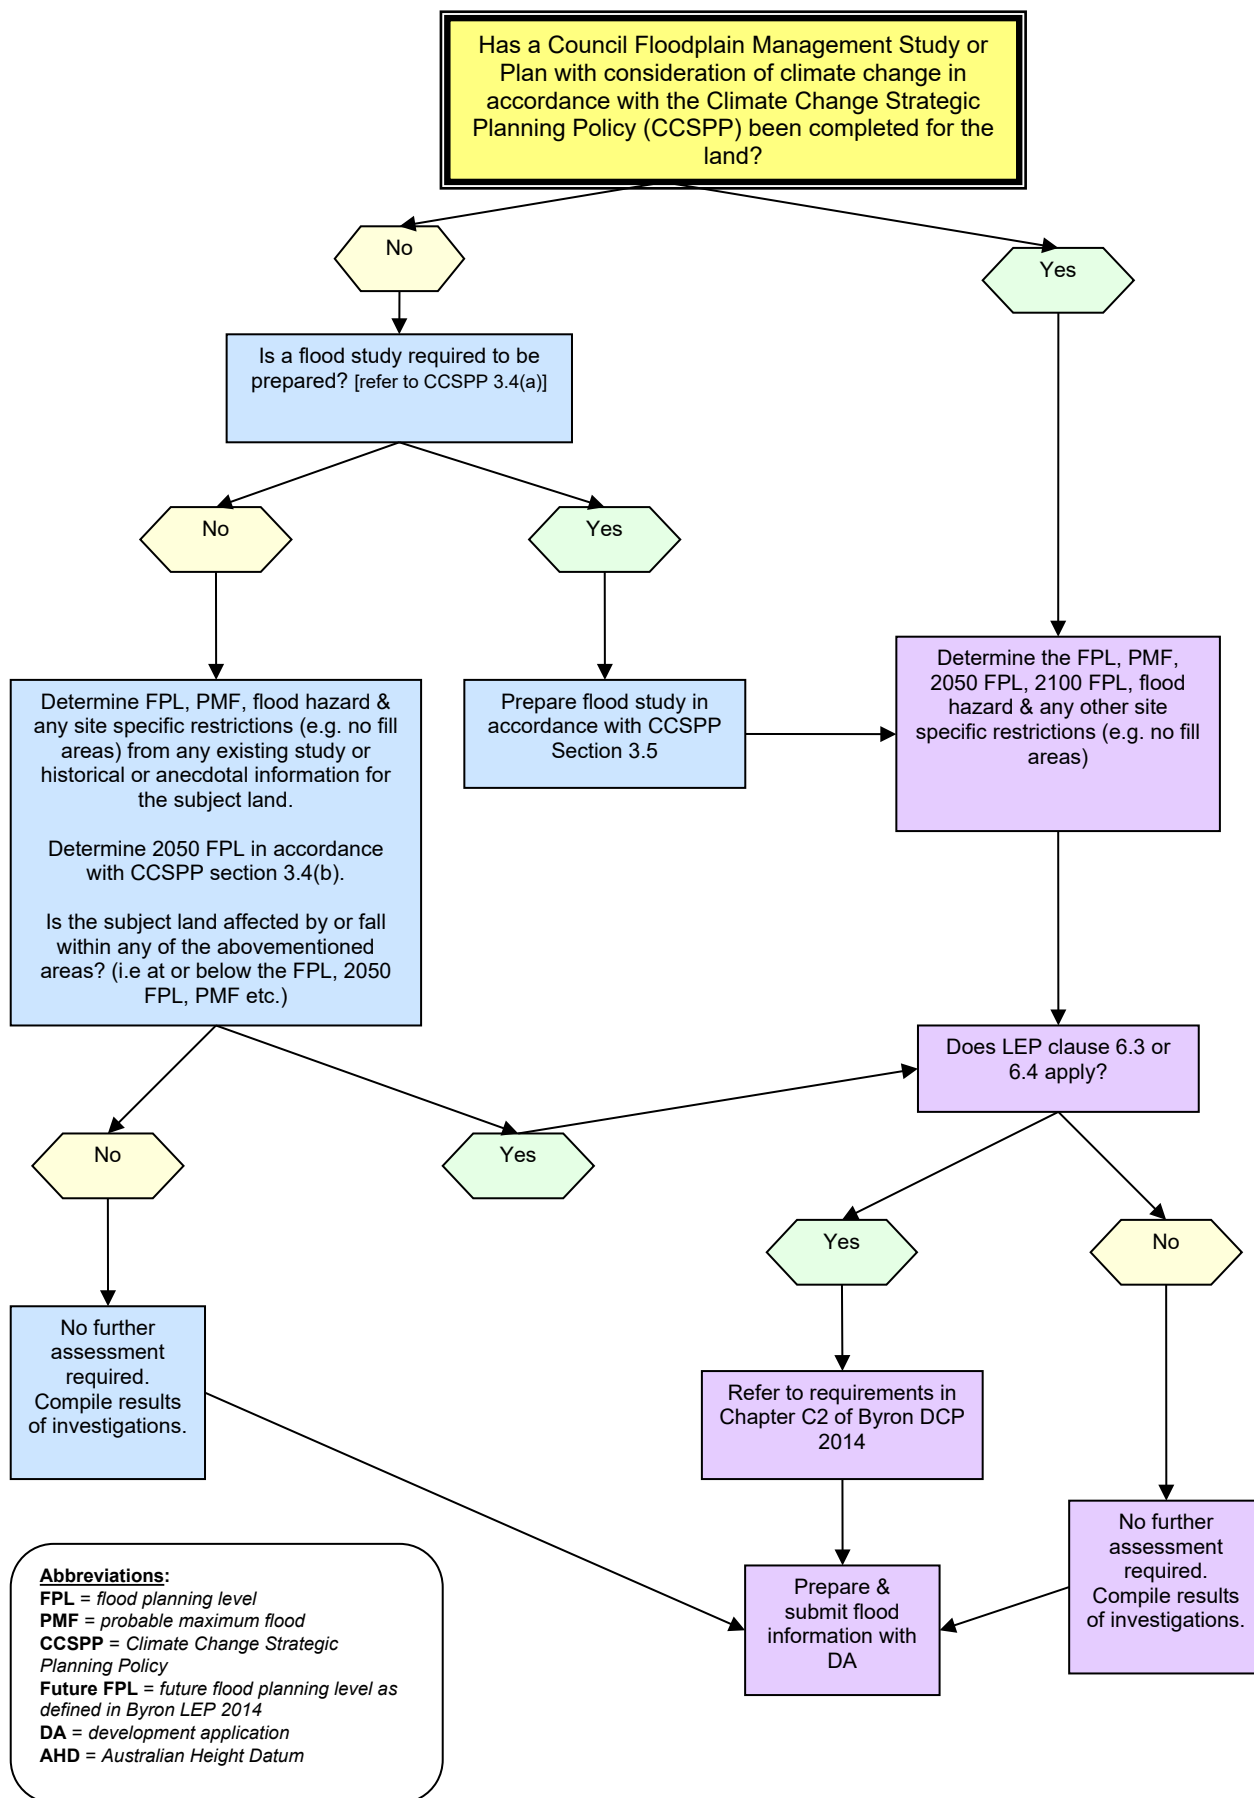 Has a Council Floodplain Management Study or
Plan with consideration of climate change in
accordance with the Climate Change Strategic
Planning Policy (CCSPP) been completed for the
land?
No
Yes
Is a flood study required to be
prepared? [refer to CCSPP 3.4(a)]
No
Yes
Determine FPL, PMF, flood hazard &
any site specific restrictions (e.g. no fill
areas) from any existing study or
historical or anecdotal information for
the subject land.
Determine 2050 FPL in accordance
with CCSPP section 3.4(b).
Is the subject land affected by or fall
within any of the abovementioned
areas? (i.e at or below the FPL, 2050
FPL, PMF etc.)
Prepare flood study in
accordance with CCSPP
Section 3.5
Determine the FPL, PMF,
2050 FPL, 2100 FPL, flood
hazard & any other site
specific restrictions (e.g. no fill
areas)
Does LEP clause 6.3 or
6.4 apply?
No
Yes
Yes
No
No further
assessment
required.
Compile results
of investigations.
Refer to requirements in
Chapter C2 of Byron DCP
2014
No further
assessment
required.
Compile results
of investigations.
Prepare &
submit flood
information with
DA
Abbreviations:
FPL = flood planning level
PMF = probable maximum flood
CCSPP = Climate Change Strategic
Planning Policy
Future FPL = future flood planning level as
defined in Byron LEP 2014
DA = development application
AHD = Australian Height Datum